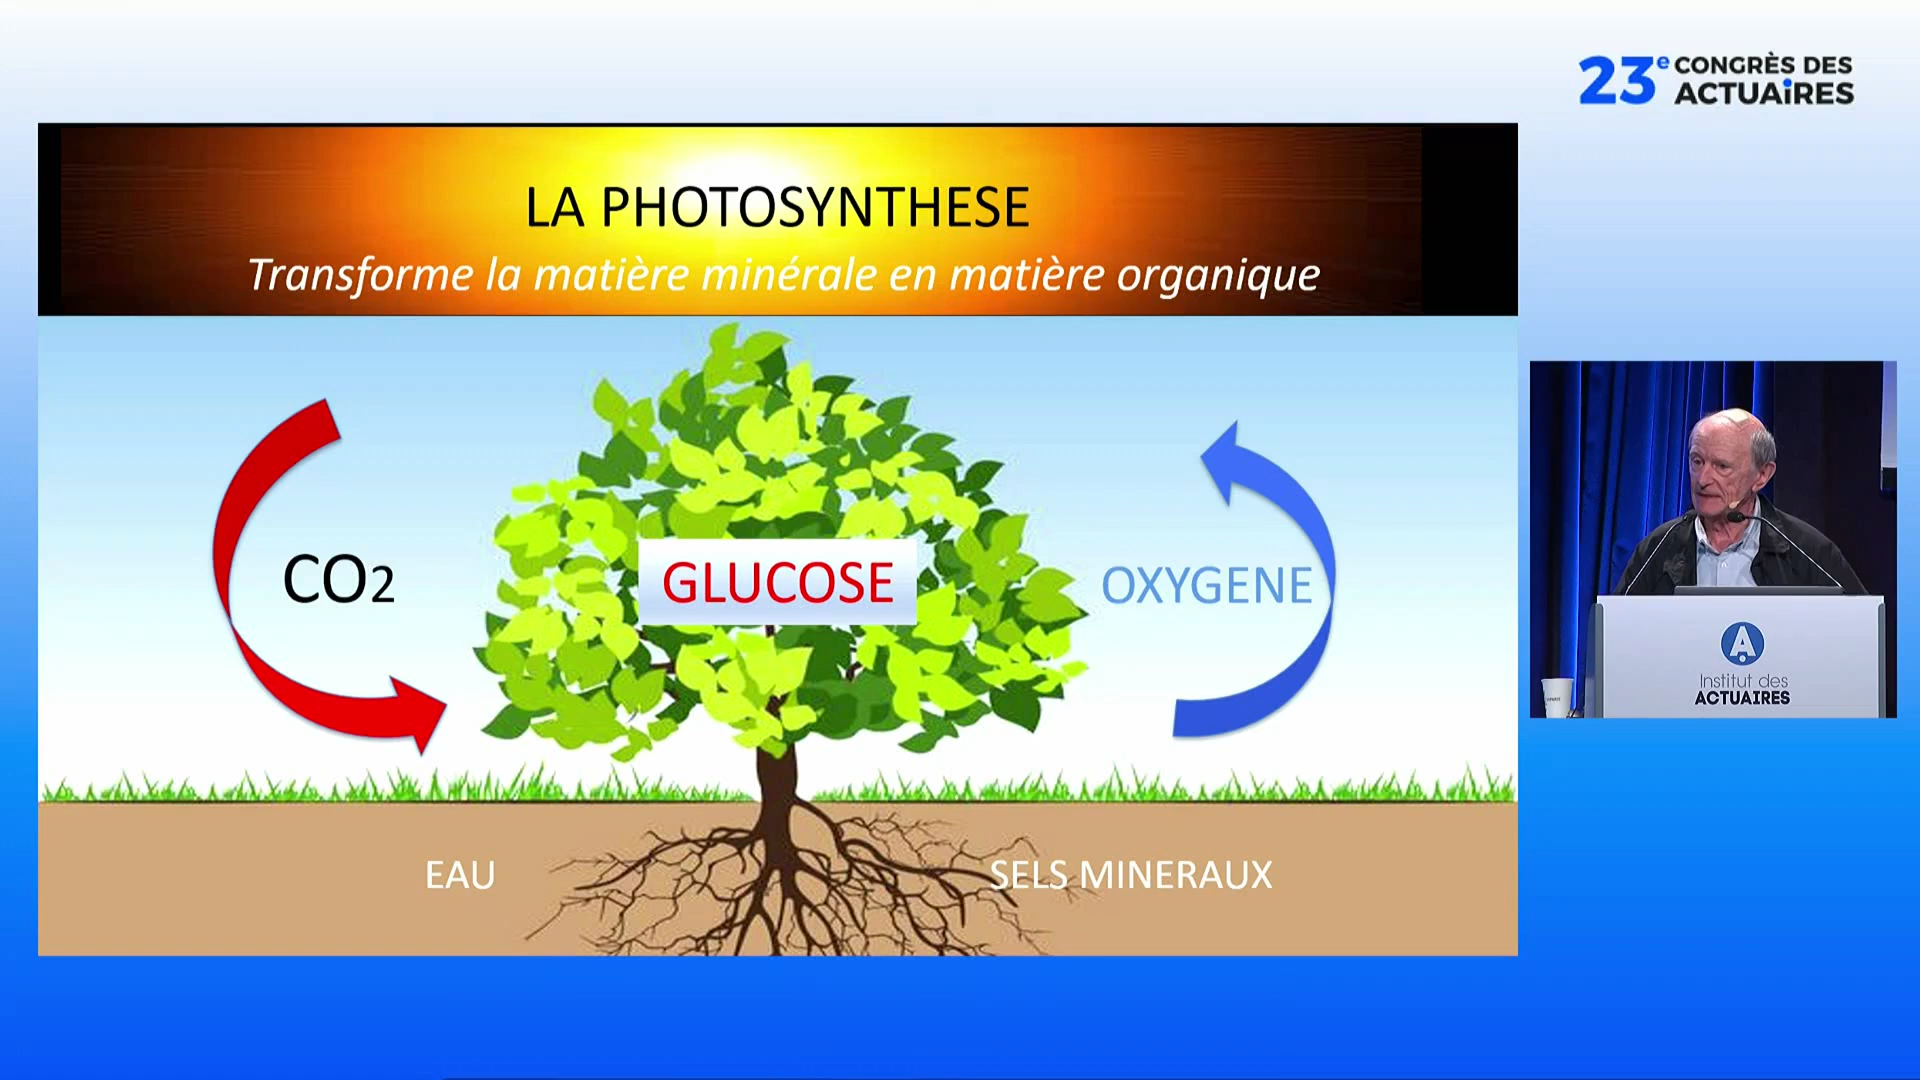 23e CONGRÈS DES
ACTUAiRES
LA PHOTOSYNTHESE
Transforme la matière minérale en matière organique
CO2
GLUCOSE
OXYGENE
EAU
SELS MINERAUX
Institut des
ACTUAIRES